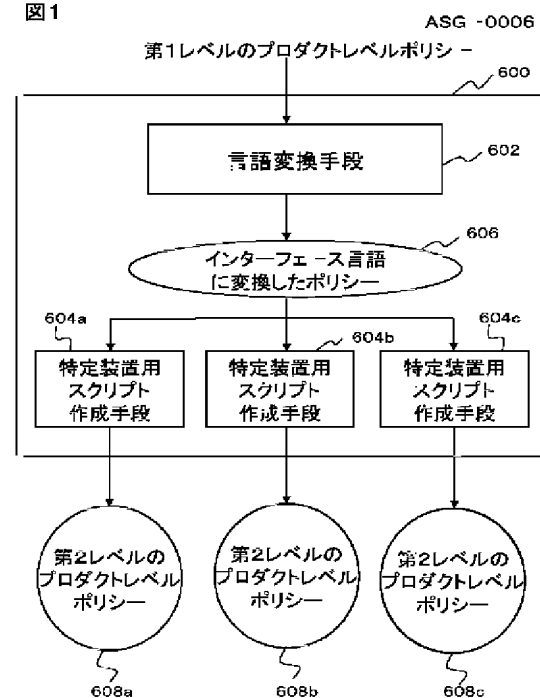 図1
ASG-0006
第1レベルのプロダクトレベルポリシー
600
言語変換手段
602
606
インターフェース言語
に変換したポリシー
604a
604b
604c
特定装置用
スクリプト
作成手段
特定装置用
スクリプト
作成手段
特定装置用
スクリプト
作成手段
第2レベルの
プロダクトレベル
ポリシー
第2レベルの
プロダクトレベル
ポリシー
第2レベルの
プロダクトレベル
ポリシー
608a
608b
608c